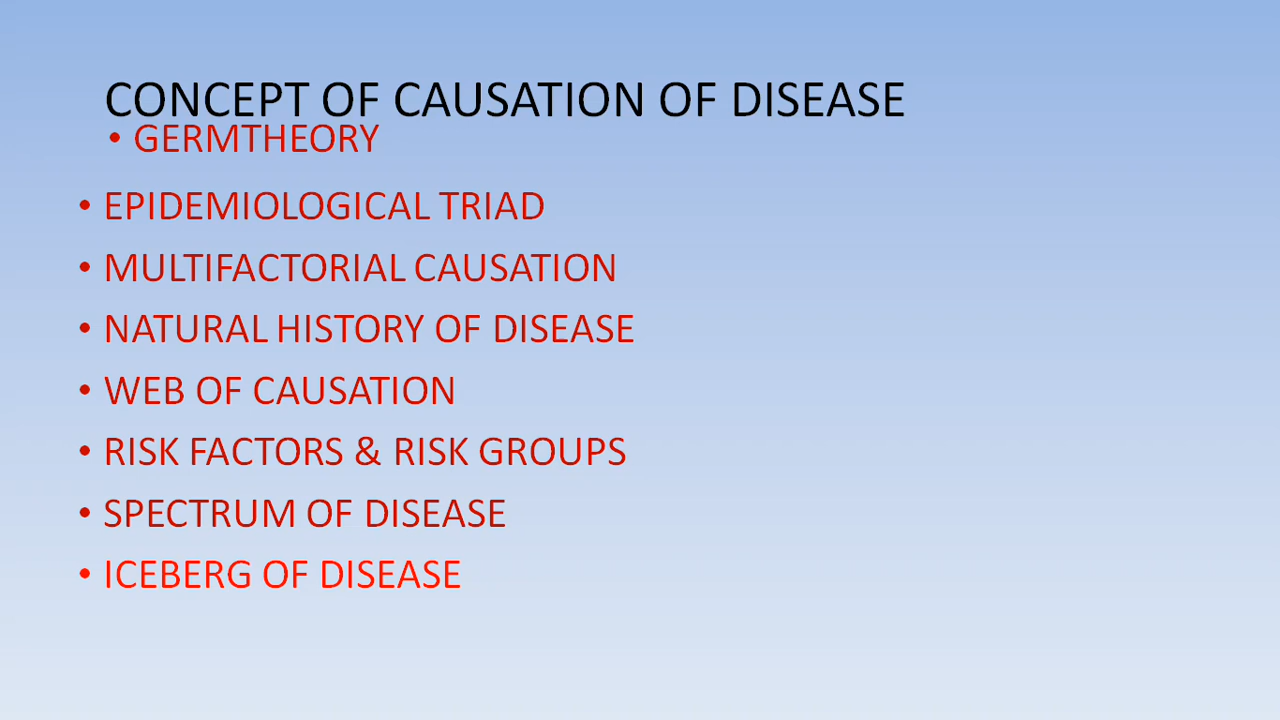 CONCEPT OF CAUSATION OF DISEASE
• GERMTHEORY
• EPIDEMIOLOGICAL TRIAD
• MULTIFACTORIAL CAUSATION
• NATURAL HISTORY OF DISEASE
• WEB OF CAUSATION
• RISK FACTORS & RISK GROUPS
• SPECTRUM OF DISEASE
• ICEBERG OF DISEASE